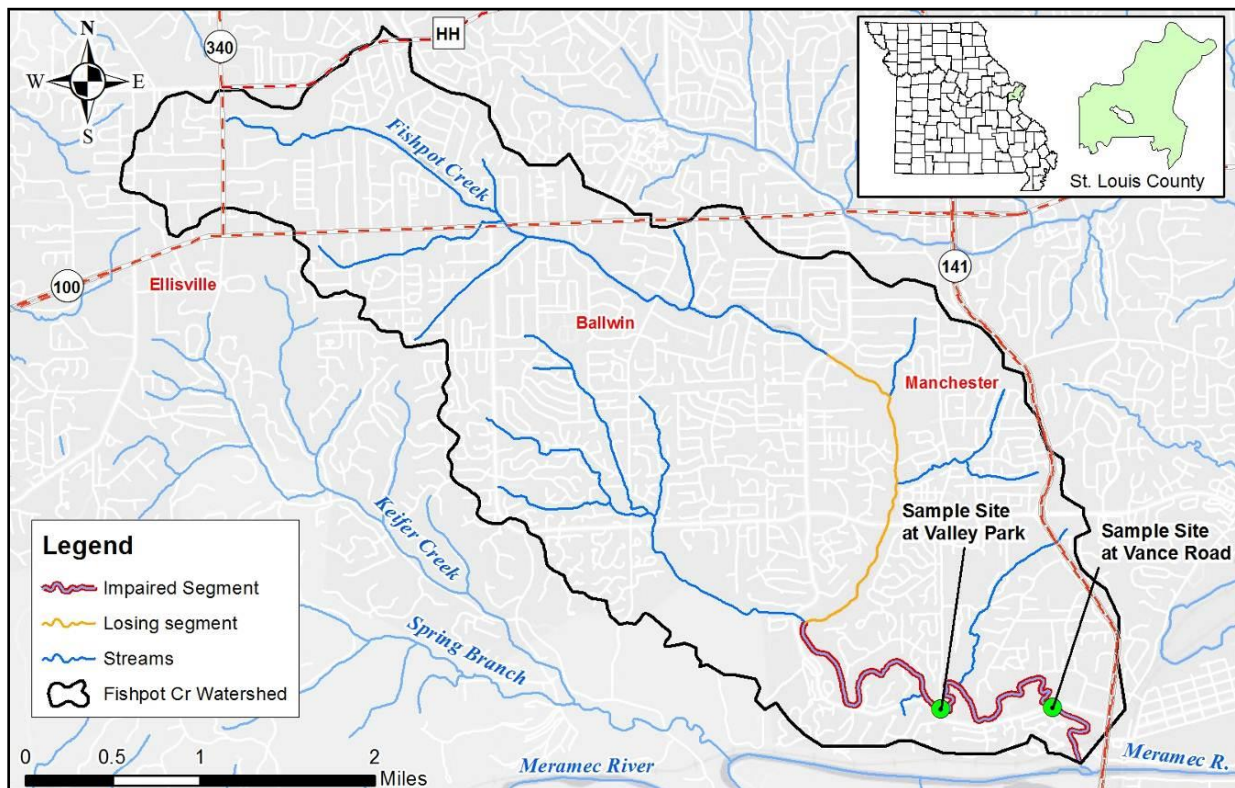 N
W
E
S
340
HH
St. Louis County
Fishpot Creek
141
100
Ellisville
Ballwin
Manchester
Keifer Creek
Sample Site
at Valley Park
Sample Site
at Vance Road
Legend
Impaired Segment
Losing segment
Streams
Fishpot Cr Watershed
Spring Branch
0
0.5
1
2
Miles
Meramec River
Meramec R.